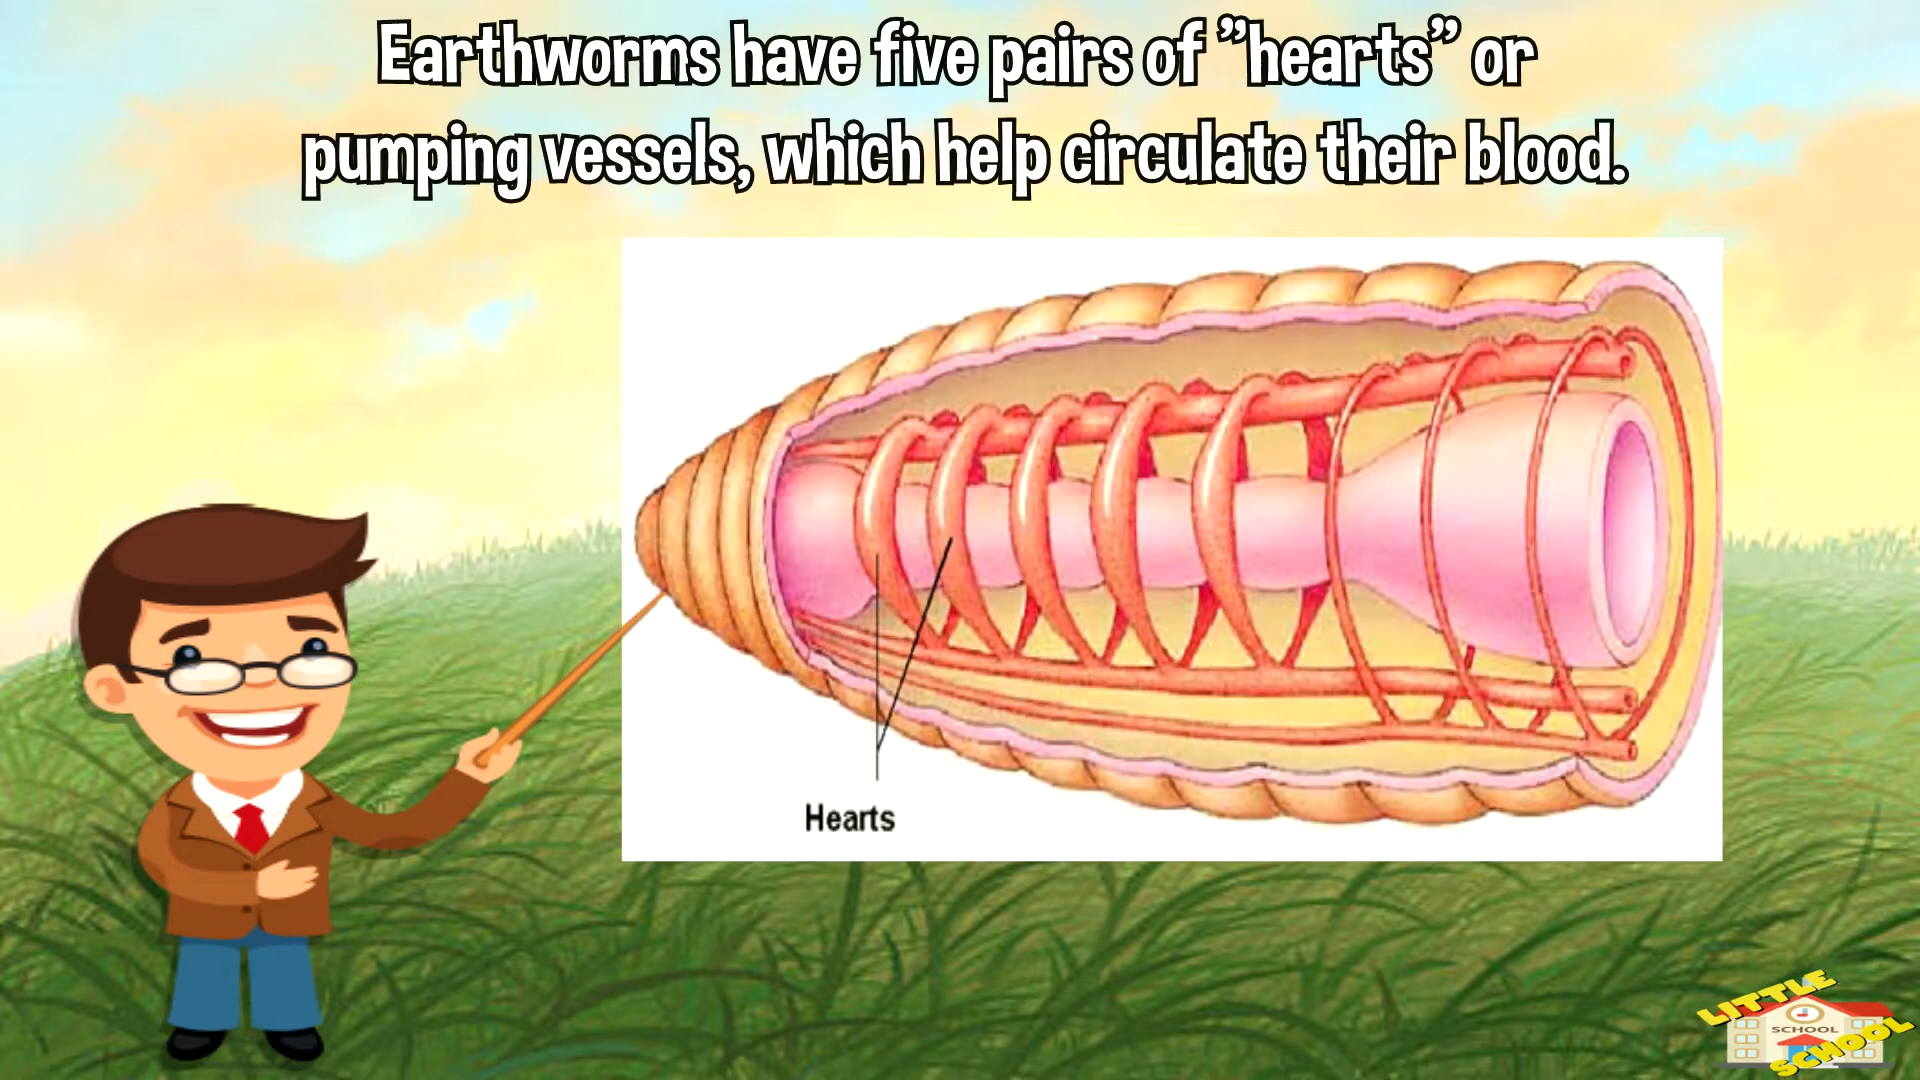 Earthworms have five pairs of ”hearts” or
pumping vessels, which help circulate their blood.
Hearts
LITTLE
SCHOOL
SCHOOL